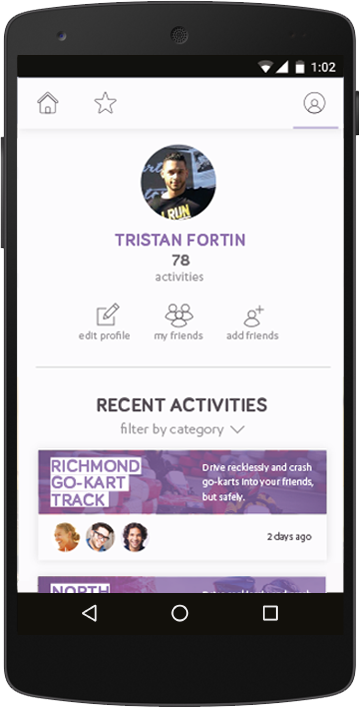 1:02
I RUN
TRISTAN FORTIN
78
activities
edit profile
my friends
add friends
RECENT ACTIVITIES
filter by category
RICHMOND
GO-KART
TRACK
Drive recklessly and crash
go-karts into your friends,
but safely.
2 days ago
NORTH